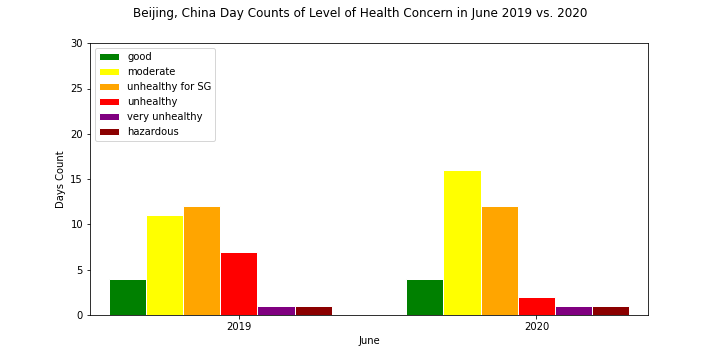 Beijing, China Day Counts of Level of Health Concern in June 2019 vs. 2020
30
25
20
15
10
5
0
Days Count
good
moderate
unhealthy for SG
unhealthy
very unhealthy
hazardous
2019
2020
June